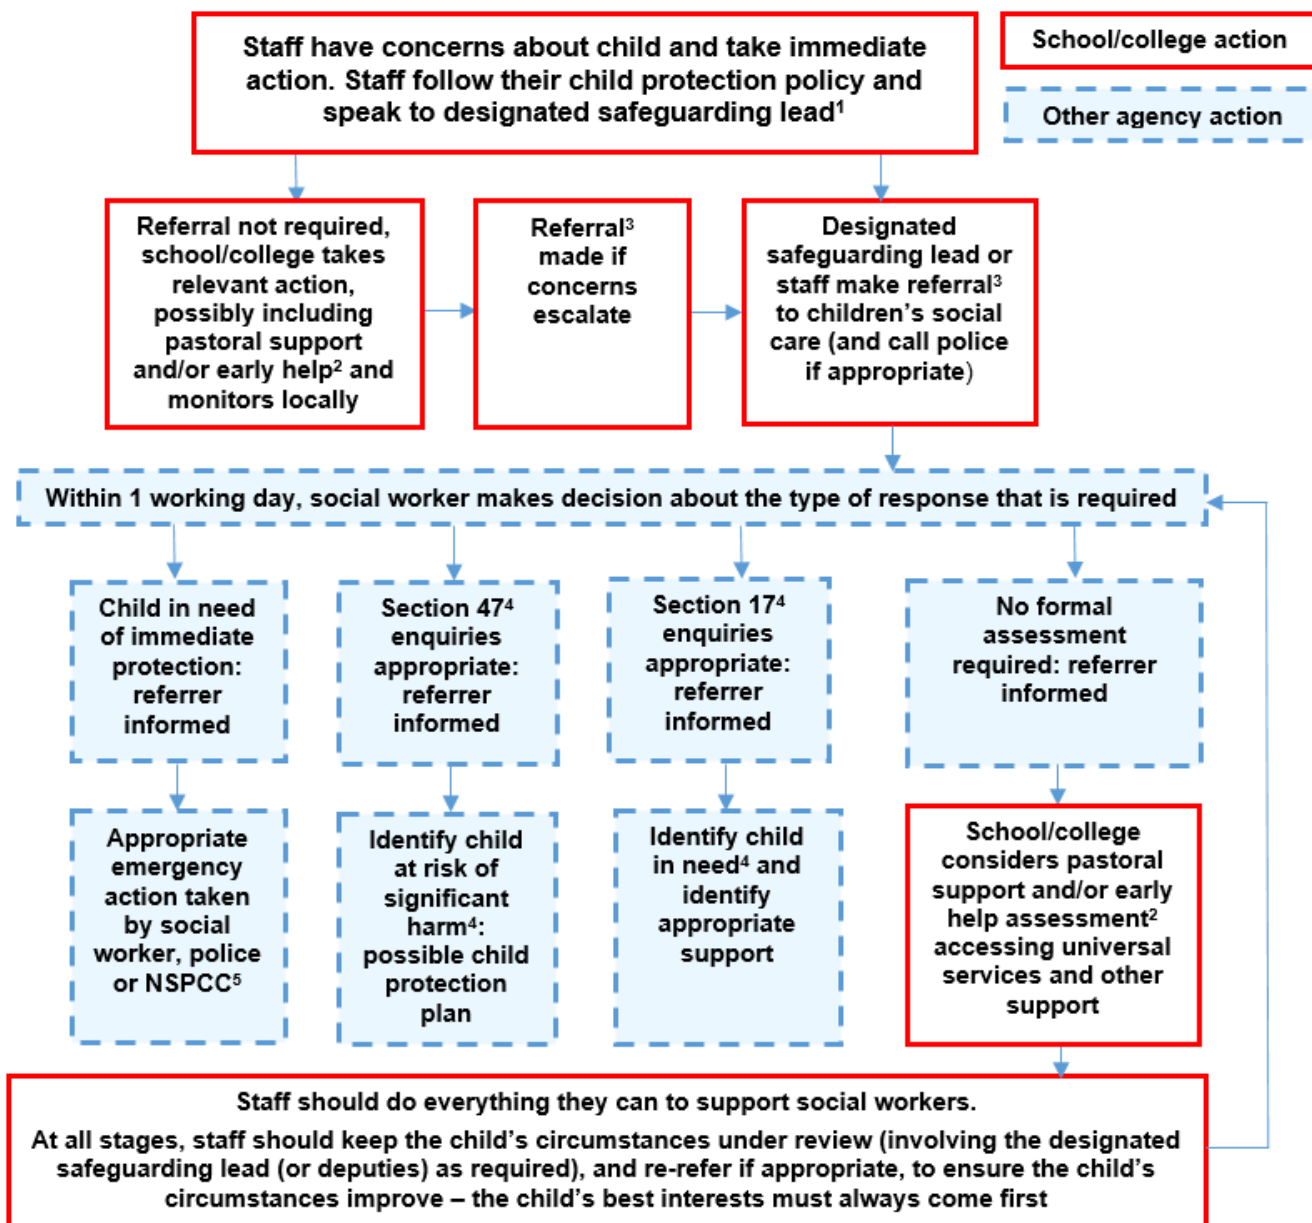 Staff have concerns about child and take immediate
action. Staff follow their child protection policy and
speak to designated safeguarding lead¹
School/college action
Other agency action
Referral not required,
school/college takes
relevant action,
possibly including
pastoral support
and/or early help² and
monitors locally
Referral³
made if
concerns
escalate
Designated
safeguarding lead or
staff make referral³
to children’s social
care (and call police
if appropriate)
Within 1 working day, social worker makes decision about the type of response that is required
Child in need
of immediate
protection:
referrer
informed
Section 47⁴
enquiries
appropriate:
referrer
informed
Section 17⁴
enquiries
appropriate:
referrer
informed
No formal
assessment
required: referrer
informed
Appropriate
emergency
action taken
by social
worker, police
or NSPCC⁵
Identify child
at risk of
significant
harm⁴:
possible child
protection
plan
Identify child
in need⁴ and
identify
appropriate
support
School/college
considers pastoral
support and/or early
help assessment²
accessing universal
services and other
support
Staff should do everything they can to support social workers.
At all stages, staff should keep the child’s circumstances under review (involving the designated
safeguarding lead (or deputies) as required), and re-refer if appropriate, to ensure the child’s
circumstances improve – the child’s best interests must always come first